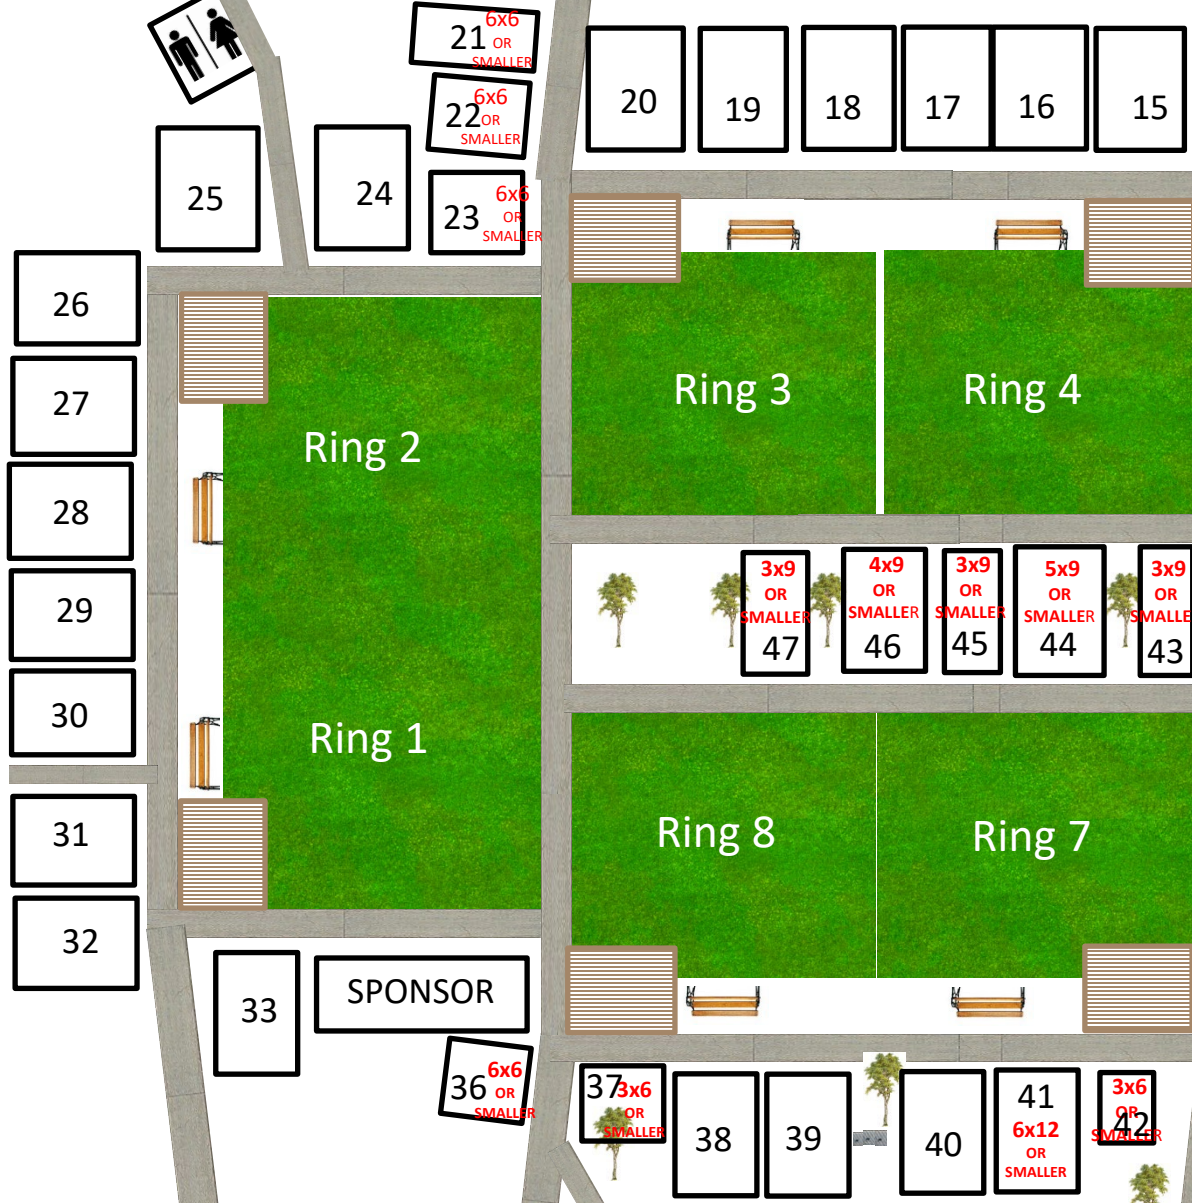 21 6x6
OR
SMALLER
22 6x6
OR
SMALLER
20
19
18
17
16
15
25
24
23 6x6
OR
SMALLER
26
27
28
29
30
31
32
Ring 2
Ring 1
Ring 3
Ring 4
3x9
OR
SMALLER
47
4x9
OR
SMALLER
46
3x9
OR
SMALLER
45
5x9
OR
SMALLER
44
3x9
OR
SMALLE
43
Ring 8
Ring 7
33
SPONSOR
36 6x6
OR
SMALLER
37 3x6
OR
SMALLER
38
39
40
41
6x12
OR
SMALLER
3x6
OR
42
SMALLER